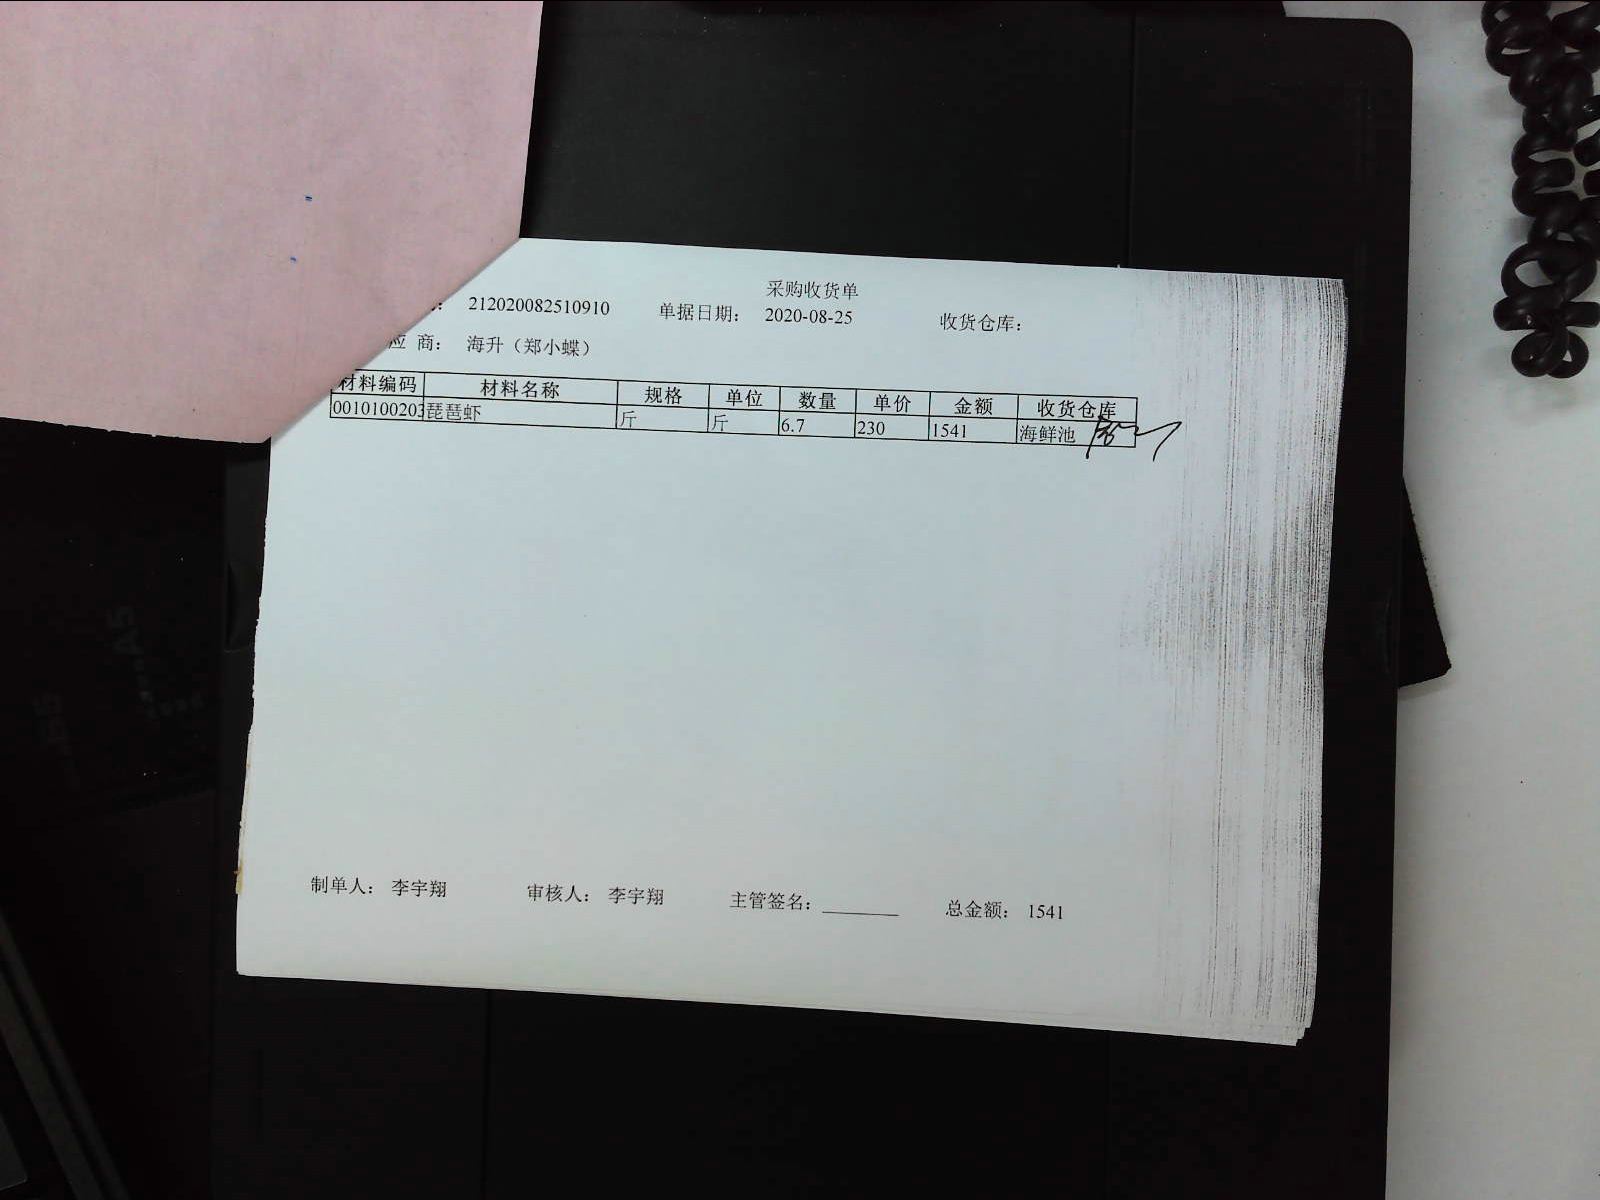 采购收货单
: 212020082510910 单据日期: 2020-08-25 收货仓库:
应 商: 海升（郑小蝶）
材料编码 材料名称 规格 单位 数量 单价 金额 收货仓库
0010100203 琵琶虾 斤 斤 6.7 230 1541 海鲜池
制单人: 李宇翔 审核人: 李宇翔 主管签名: 总金额: 1541